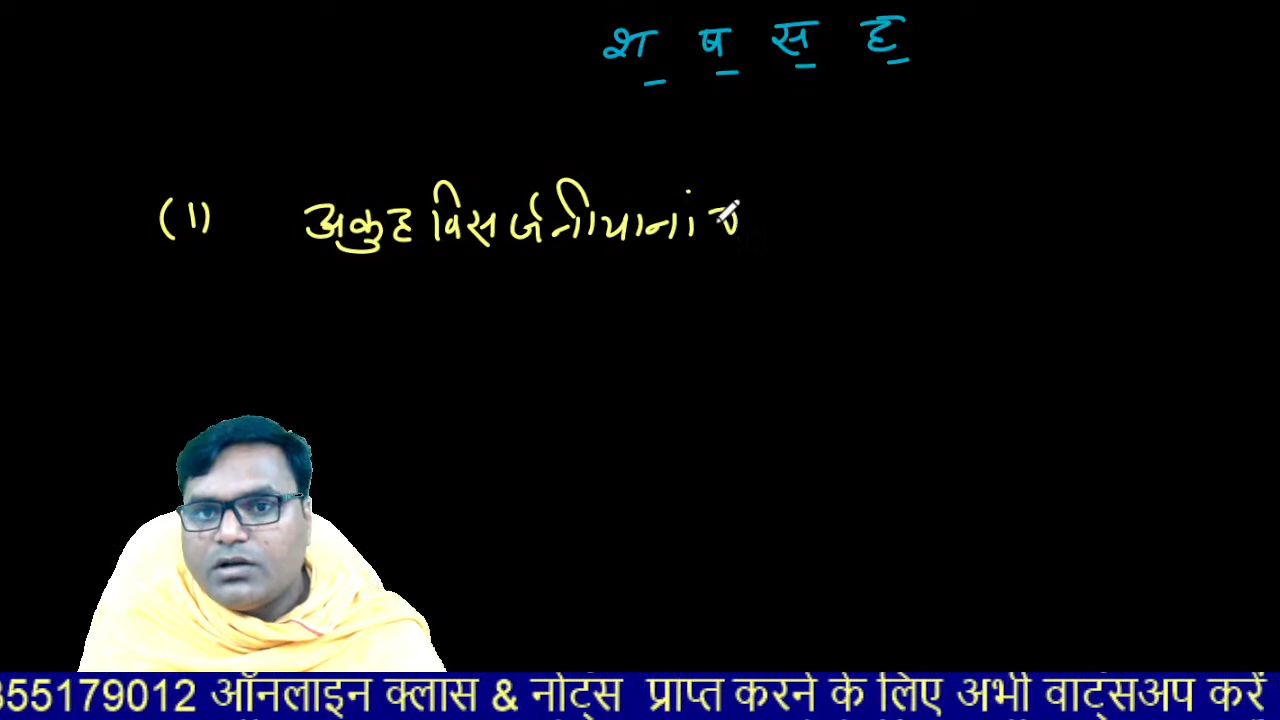 श ष स ह
(1) अकुह विसर्जनीयानां
355179012 ऑनलाइन क्लास & नोट्स प्राप्त करने के लिए अभी वाट्सअप करें